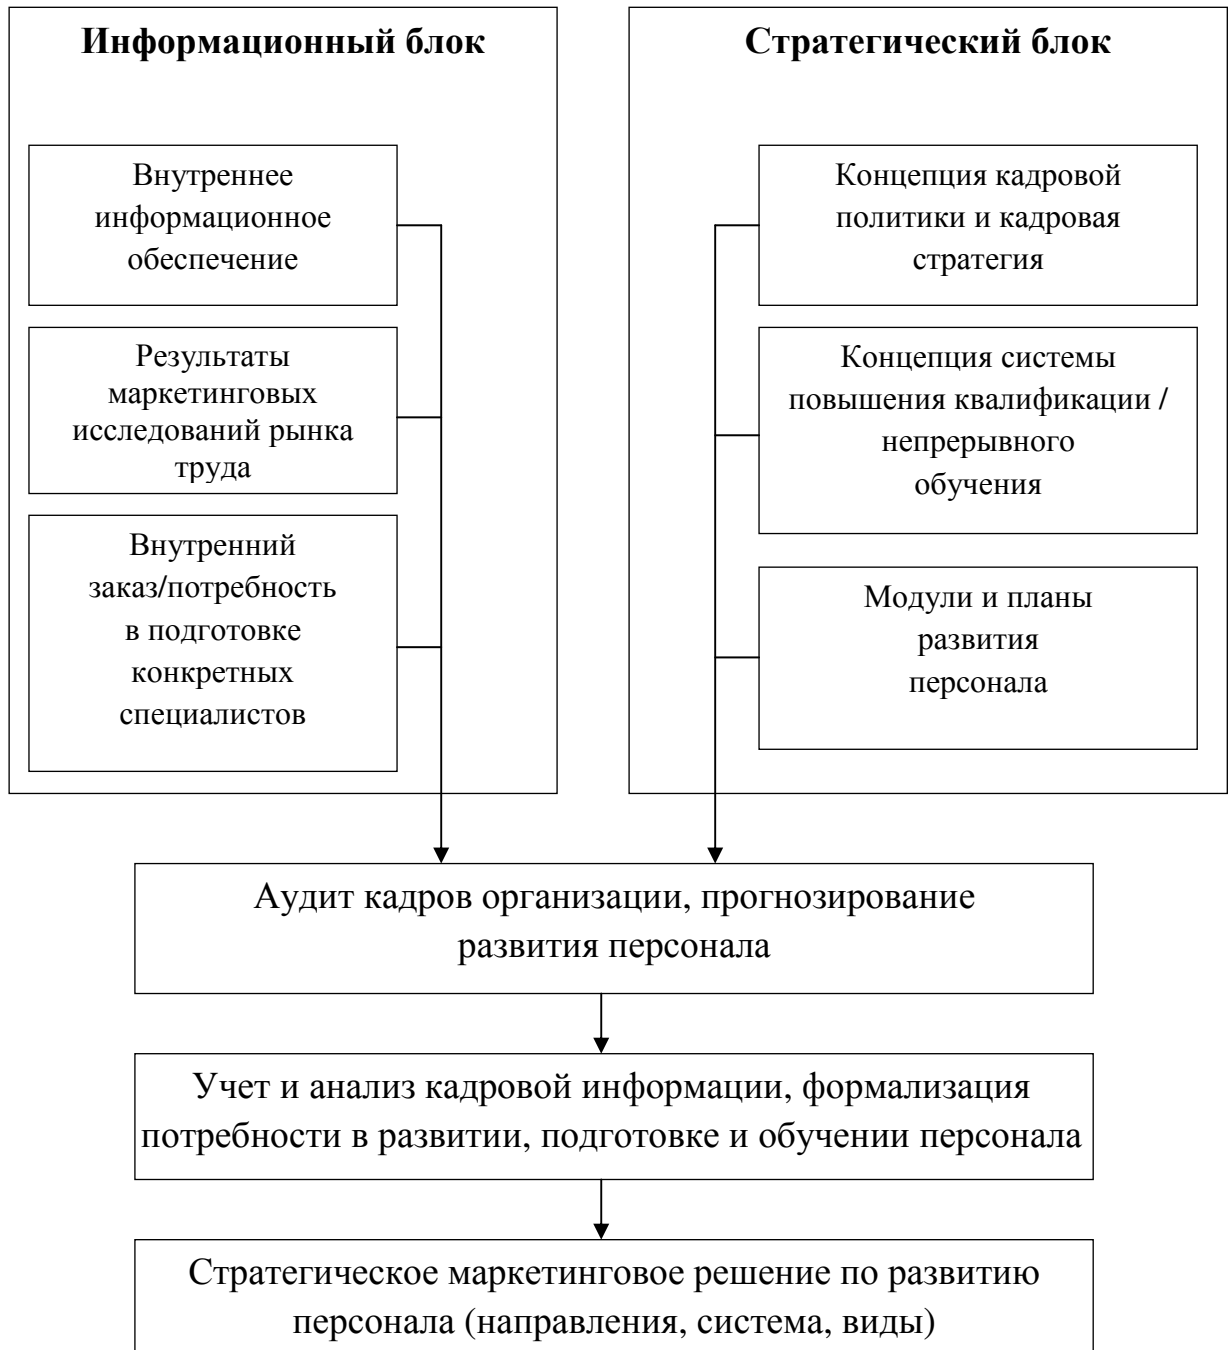 Информационный блок
Внутреннее
информационное
обеспечение
Результаты
маркетинговых
исследований рынка
труда
Внутренний
заказ/потребность
в подготовке
конкретных
специалистов
Стратегический блок
Концепция кадровой
политики и кадровая
стратегия
Концепция системы
повышения квалификации /
непрерывного
обучения
Модули и планы
развития
персонала
Аудит кадров организации, прогнозирование
развития персонала
Учет и анализ кадровой информации, формализация
потребности в развитии, подготовке и обучении персонала
Стратегическое маркетинговое решение по развитию
персонала (направления, система, виды)